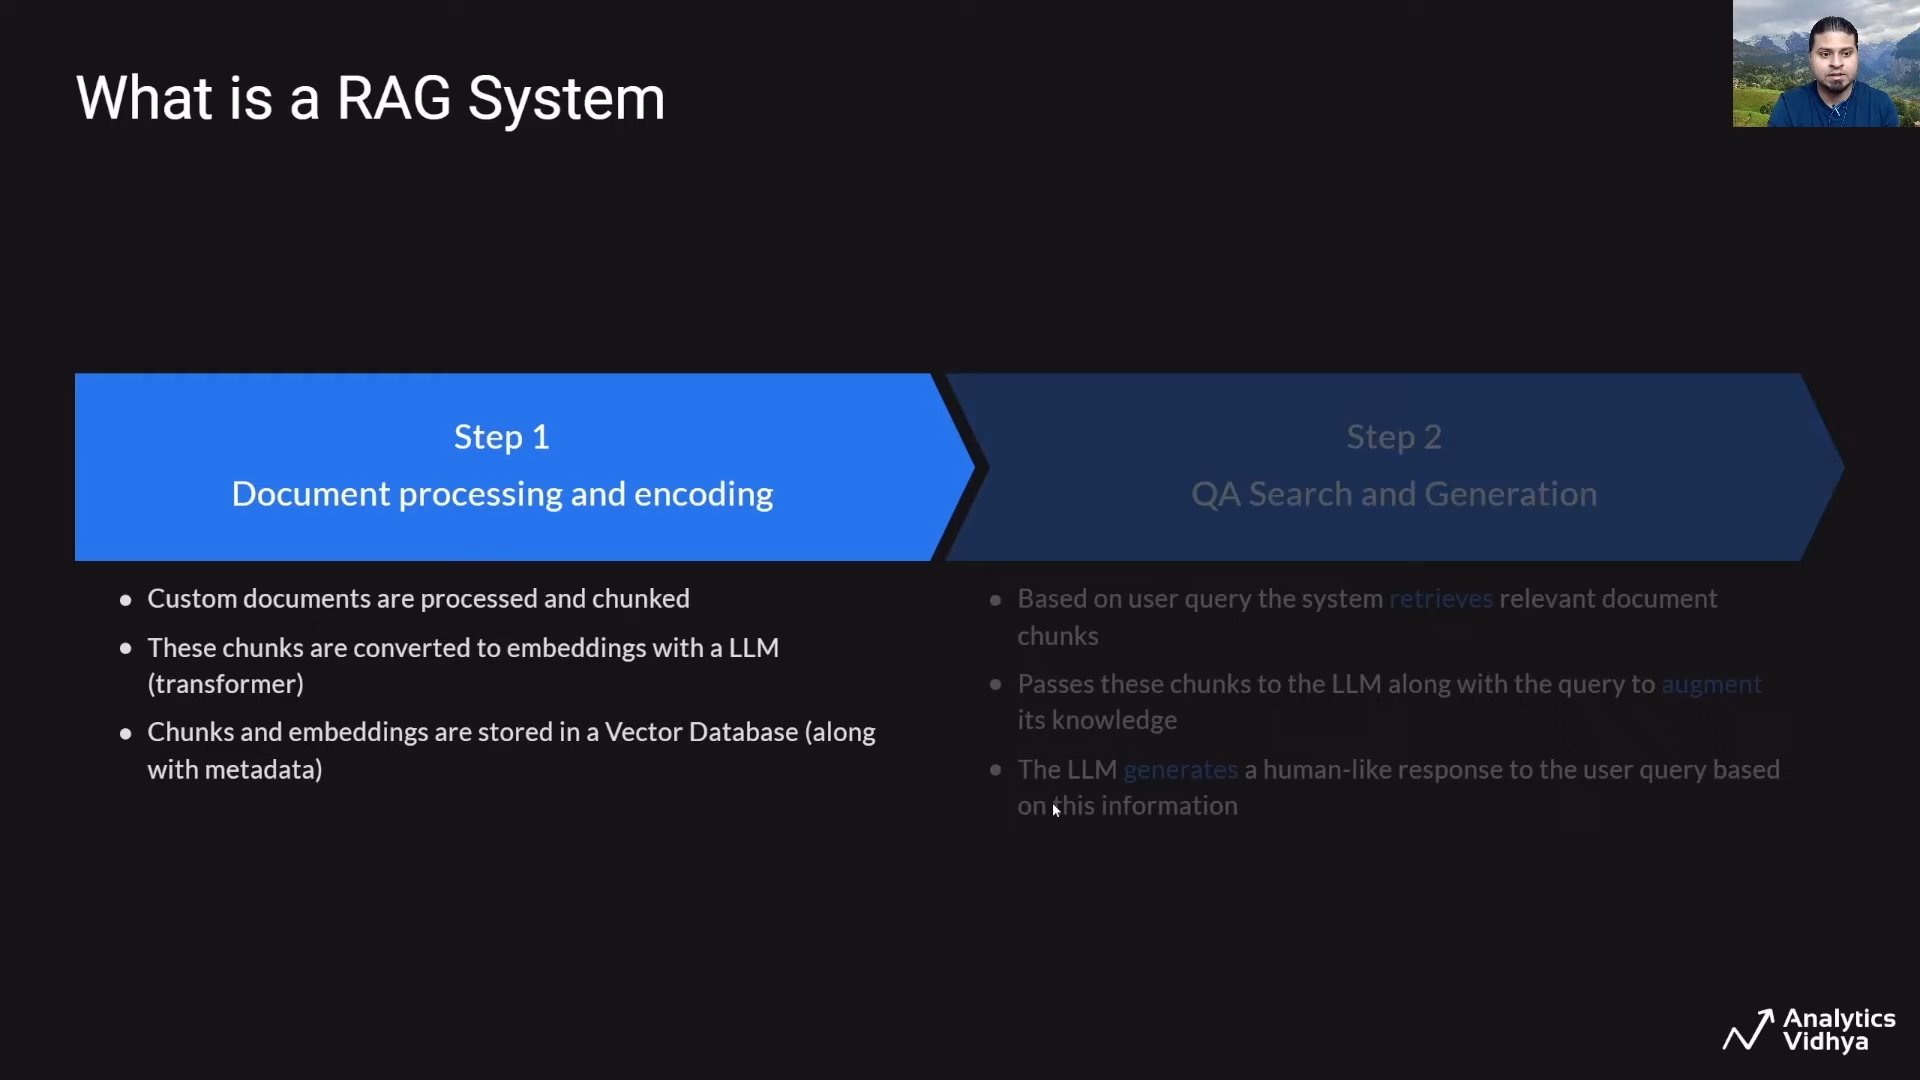 What is a RAG System
Step 1
Document processing and encoding
• Custom documents are processed and chunked
• These chunks are converted to embeddings with a LLM
(transformer)
• Chunks and embeddings are stored in a Vector Database (along
with metadata)
Step 2
QA Search and Generation
• Based on user query the system retrieves relevant document
chunks
• Passes these chunks to the LLM along with the query to augment
its knowledge
• The LLM generates a human-like response to the user query based
on this information
Analytics
Vidhya